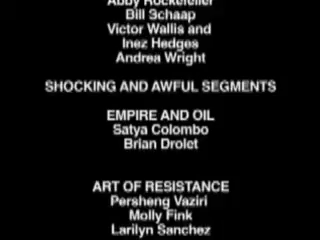 Abby Rockefeller
Bill Schaap
Victor Wallis and
Inez Hedges
Andrea Wright
SHOCKING AND AWFUL SEGMENTS
EMPIRE AND OIL
Satya Colombo
Brian Drolet
ART OF RESISTANCE
Persheng Vaziri
Molly Fink
Larilyn Sanchez